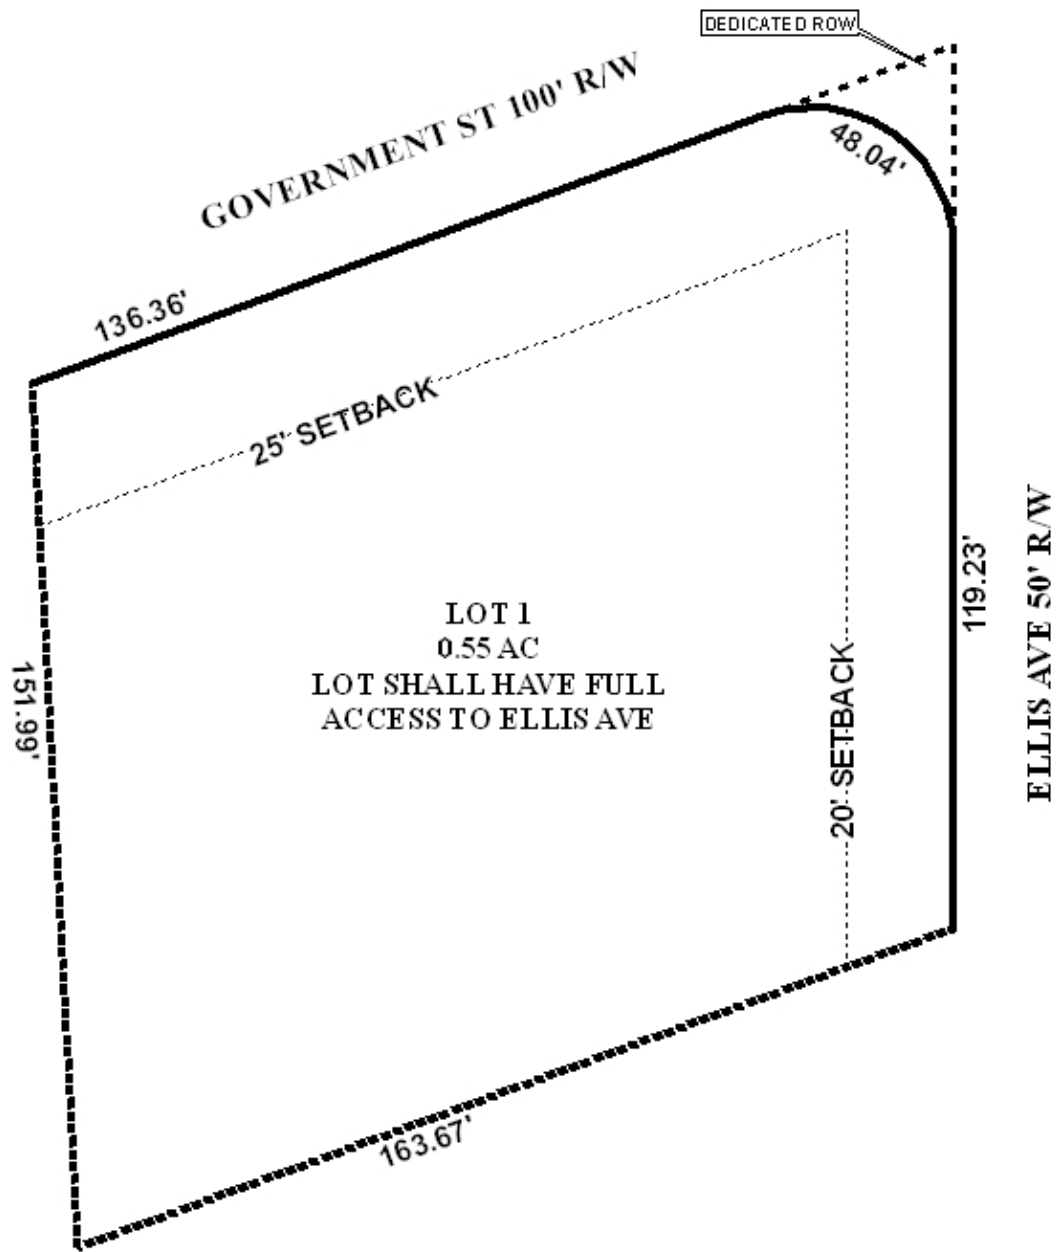 DEDICATED ROW
GOVERNMENT ST 100' R/W
48.04'
136.36'
25' SETBACK
119.23'
ELLIS AVE 50' R/W
LOT 1
0.55 AC
LOT SHALL HAVE FULL
ACCESS TO ELLIS AVE
151.99'
20' SETBACK
163.67'